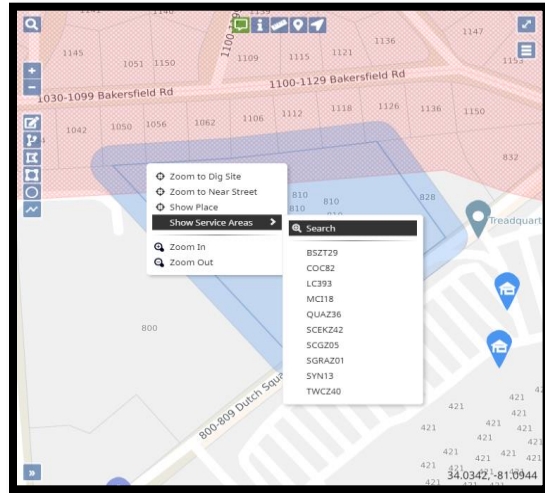 1145
1051 1150
1109
1115
1121
1136
1147
1030-1099 Bakersfield Rd
1100-1129 Bakersfield Rd
1042
1050
1056
1062
1106
1112
1118
1126
1136
1150
832
Zoom to Dig Site
Zoom to Near Street
Show Place
Show Service Areas
Zoom In
Zoom Out
810
810
810
828
Search
BSZT29
COC82
LC393
MCI18
QUAZ36
SCEKZ42
SCGZ05
SGRAZ01
SYN13
TWCZ40
Treadquart
800
800-809 Dutch Squa
421
421
421
421
421
421
421
421
421
421
421
421
34.0342, -81.0944